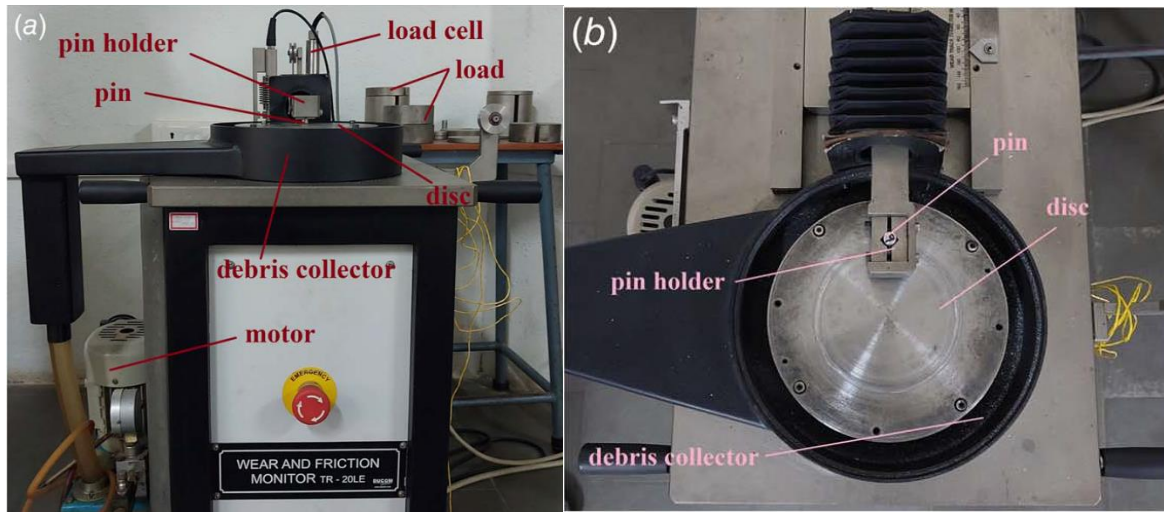 (a)
pin holder
load cell
load
pin
disc
debris collector
motor
EMERGENCY
WEAR AND FRICTION
MONITOR TR - 20LE
DUCOM
(b)
pin
disc
pin holder
debris collector